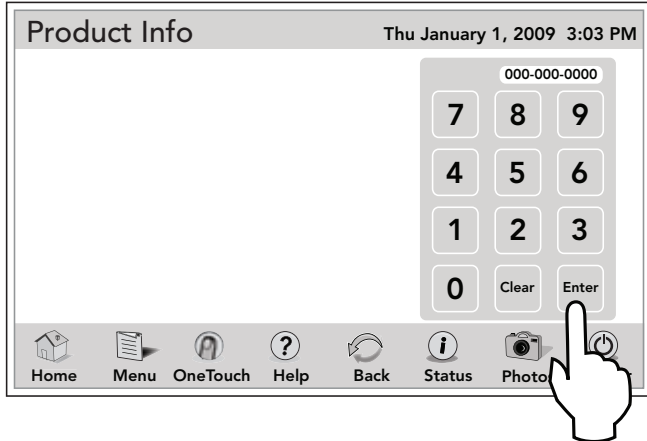 Product Info
Thu January 1, 2009 3:03 PM
000-000-0000
7 8 9
4 5 6
1 2 3
0 Clear Enter
Home Menu OneTouch Help Back Status Photo